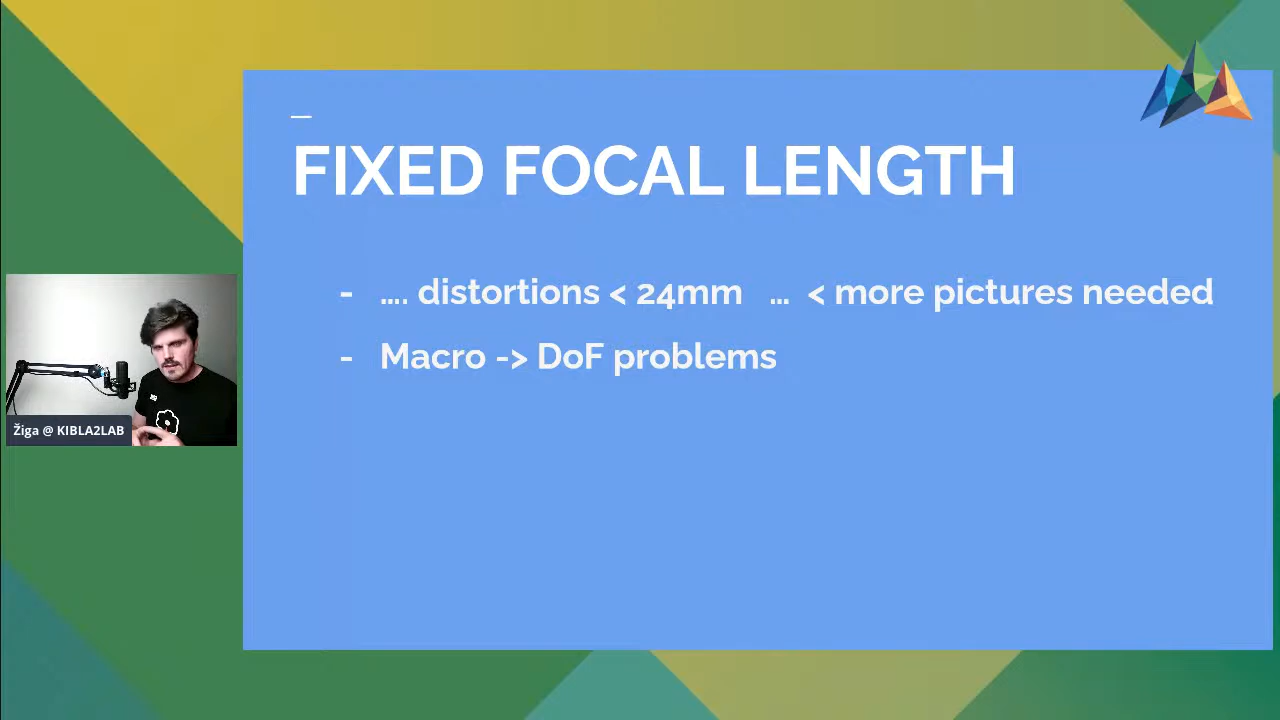 FIXED FOCAL LENGTH
- …. distortions < 24mm … < more pictures needed
- Macro -> DoF problems
Žiga @ KIBLA2LAB